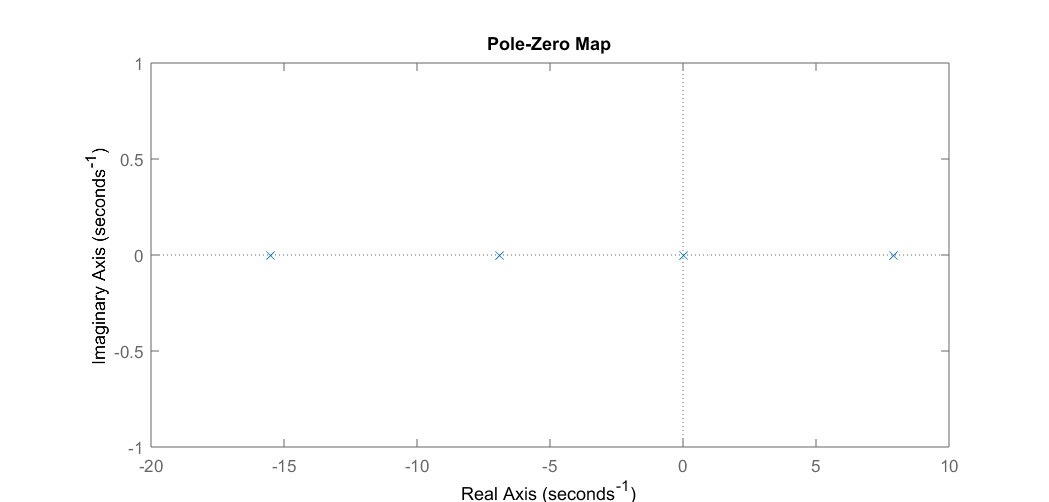 Pole-Zero Map
1
0.5
0
-0.5
-1
Imaginary Axis (seconds⁻¹)
-20 -15 -10 -5 0 5 10
Real Axis (seconds⁻¹)